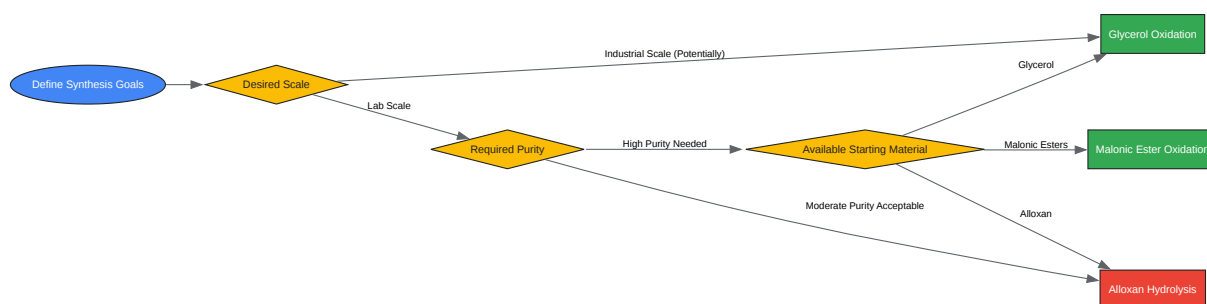 Glycerol Oxidation
Industrial Scale (Potentially)
Glycerol
Define Synthesis Goals
Desired Scale
Lab Scale
Required Purity
High Purity Needed
Available Starting Material
Malonic Esters
Malonic Ester Oxidation
Moderate Purity Acceptable
Alloxan
Alloxan Hydrolysis